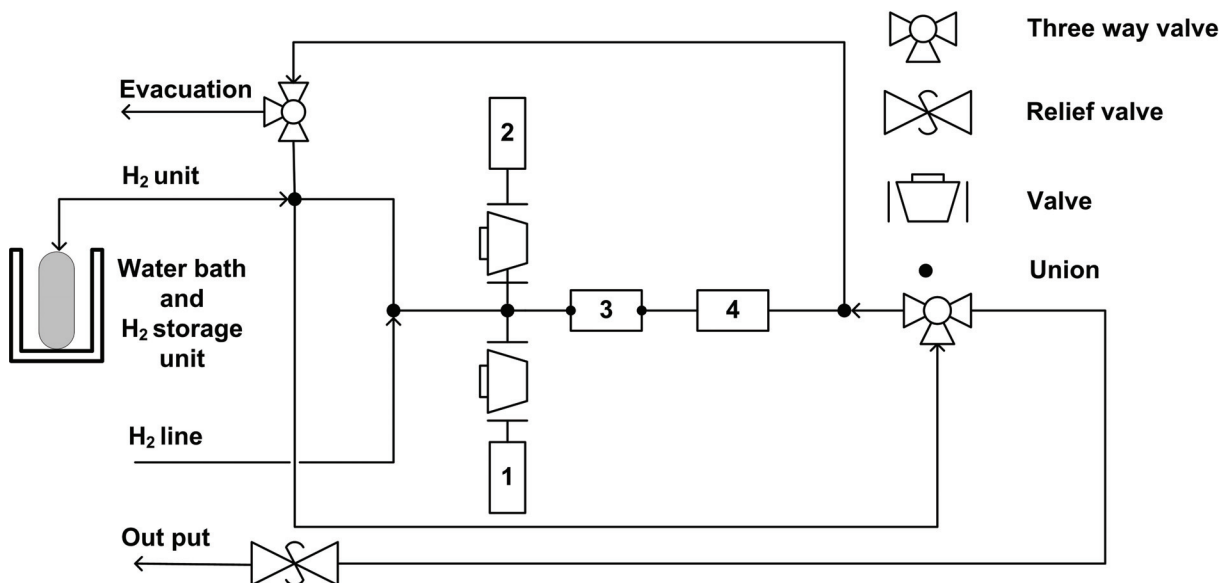 Three way valve
Evacuation
Relief valve
2
H₂ unit
Valve
Water bath
and
H₂ storage
unit
Union
3
4
H₂ line
1
Out put